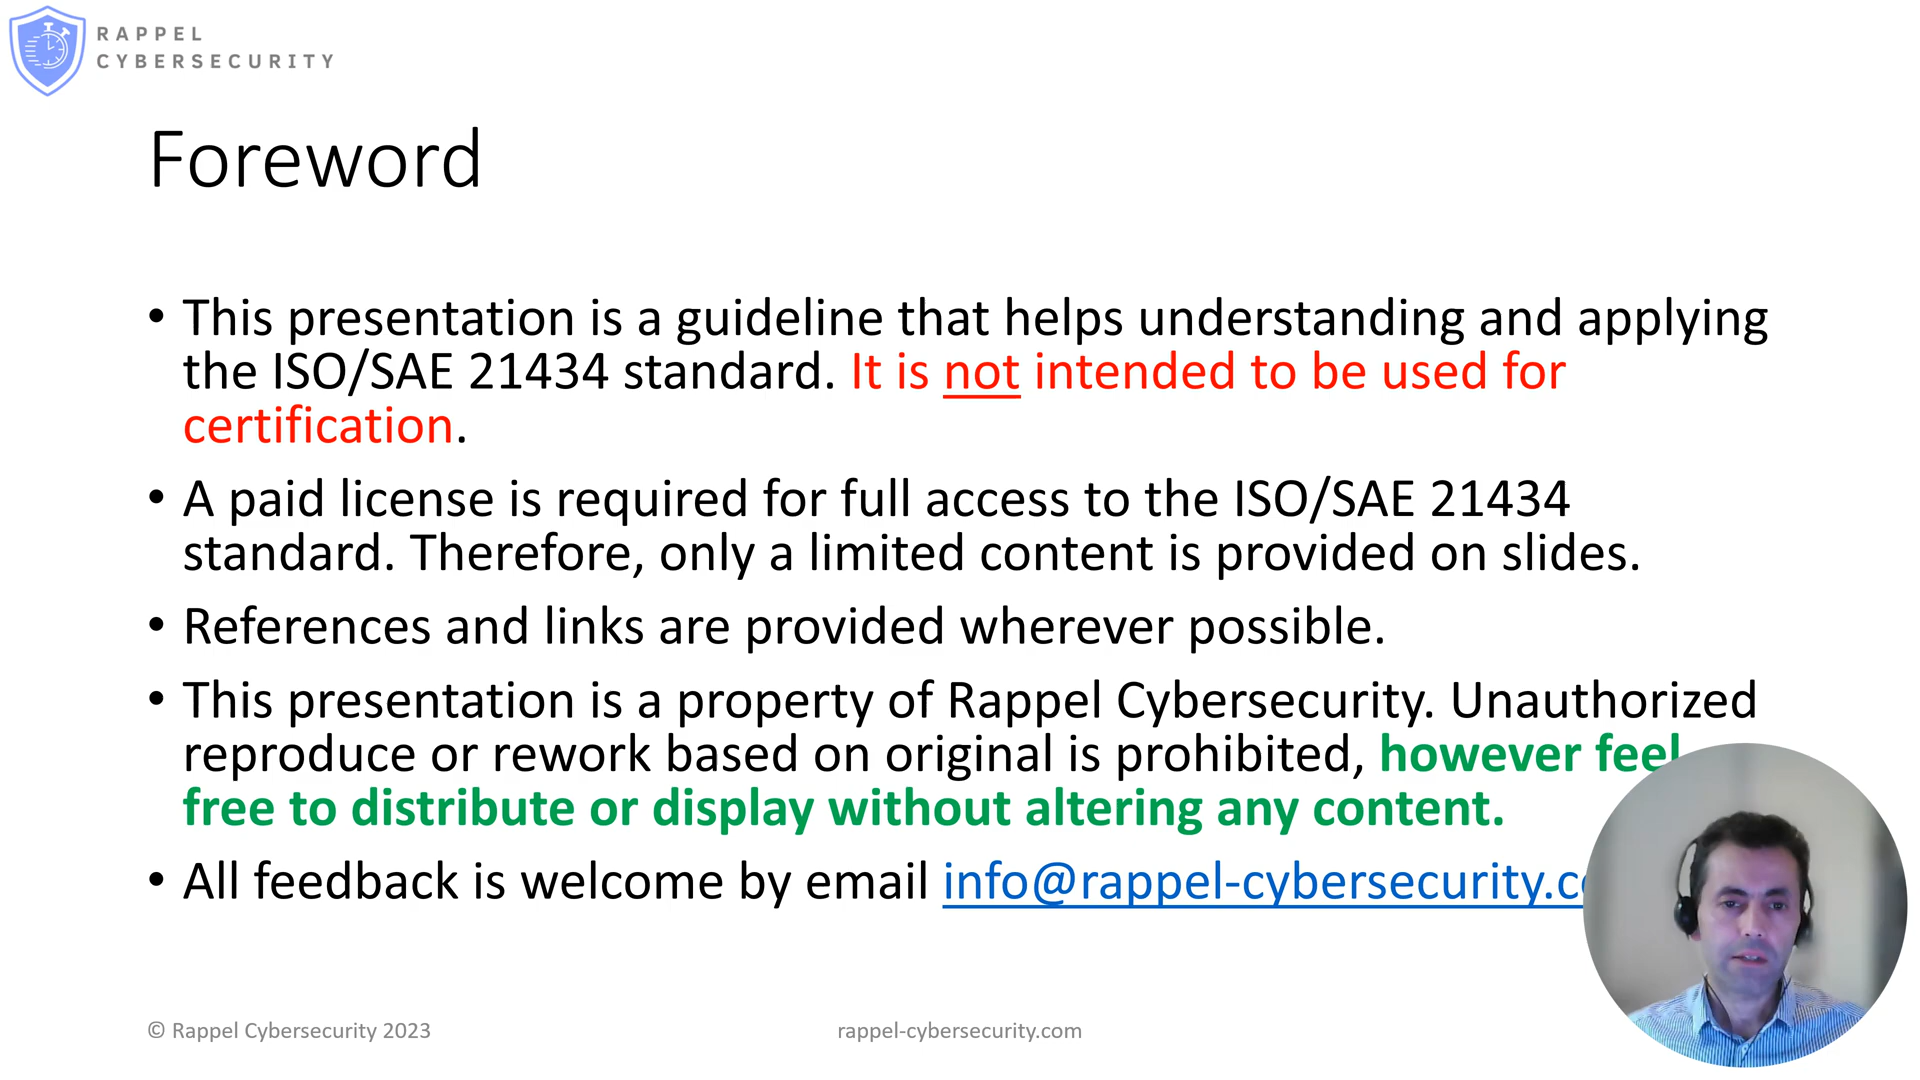 RAPPEL
CYBERSECURITY
Foreword
• This presentation is a guideline that helps understanding and applying
the ISO/SAE 21434 standard. It is not intended to be used for
certification.
• A paid license is required for full access to the ISO/SAE 21434
standard. Therefore, only a limited content is provided on slides.
• References and links are provided wherever possible.
• This presentation is a property of Rappel Cybersecurity. Unauthorized
reproduce or rework based on original is prohibited, however feel
free to distribute or display without altering any content.
• All feedback is welcome by email info@rappel-cybersecurity.c
© Rappel Cybersecurity 2023
rappel-cybersecurity.com